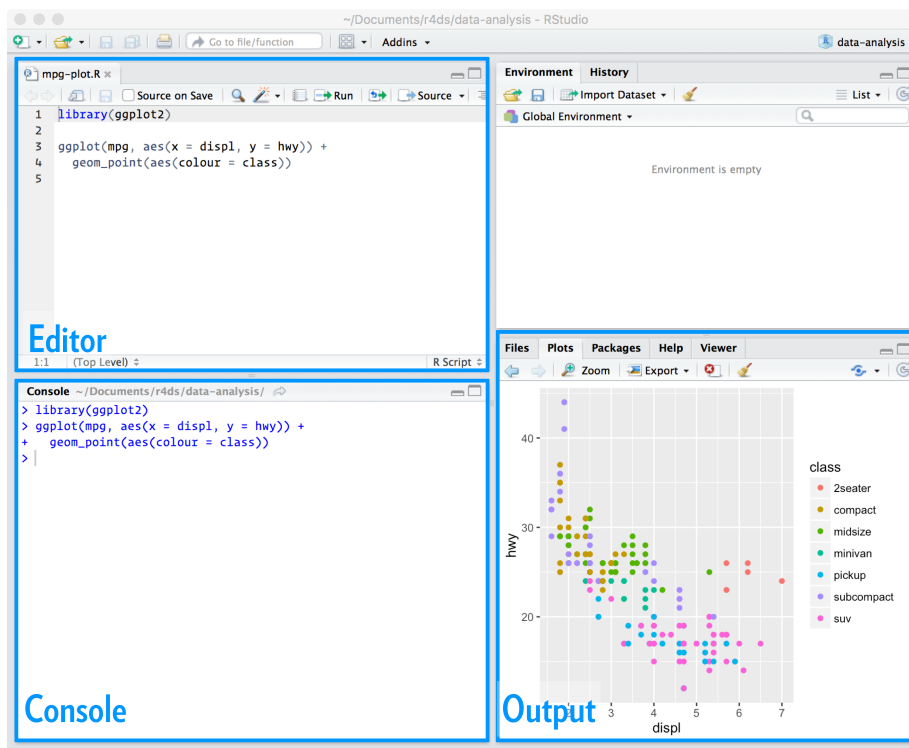 ~/Documents/r4ds/data-analysis - RStudio
Go to file/function
Addins
data-analysis
mpg-plot.R
Source on Save
Run
Source
1 library(ggplot2)
2
3 ggplot(mpg, aes(x = displ, y = hwy)) +
4 geom_point(aes(colour = class))
5
Editor
1:1 (Top Level) R Script
Console ~/Documents/r4ds/data-analysis/
> library(ggplot2)
> ggplot(mpg, aes(x = displ, y = hwy)) +
+ geom_point(aes(colour = class))
>
Console
Environment History
Import Dataset List
Global Environment
Environment is empty
Files Plots Packages Help Viewer
Zoom Export
40
30
20
hwy
2 3 4 5 6 7
displ
class
2seater
compact
midsize
minivan
pickup
subcompact
suv
Output